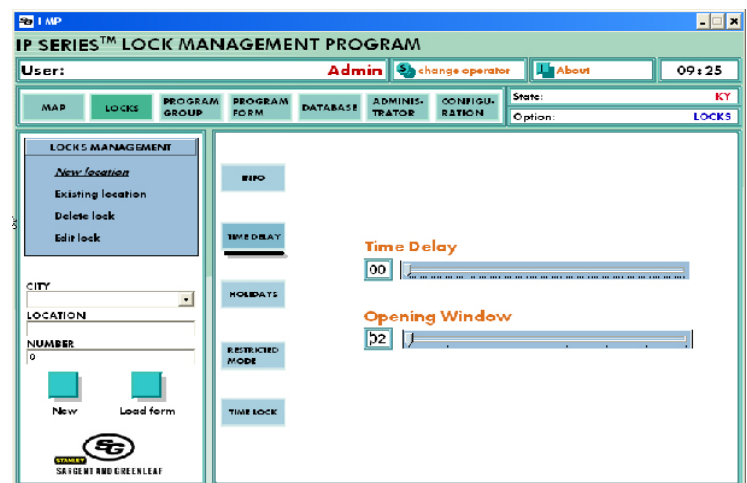 LMP
IP SERIES™ LOCK MANAGEMENT PROGRAM
User: Admin
change operator
About
09:25
MAP
LOCKS
PROGRAM GROUP
PROGRAM FORM
DATABASE
ADMINIS-TRATOR
CONFIGU-RATION
State: KY
Option: LOCKS
LOCKS MANAGEMENT
New location
Existing location
Delete lock
Edit lock
CITY
LOCATION
NUMBER
0
New
Load form
SG
STANLEY
SARGENT AND GREENLEAF
INFO
TIME DELAY
HOLIDAYS
RESTRICTED MODE
TIME LOCK
Time Delay
00
Opening Window
02